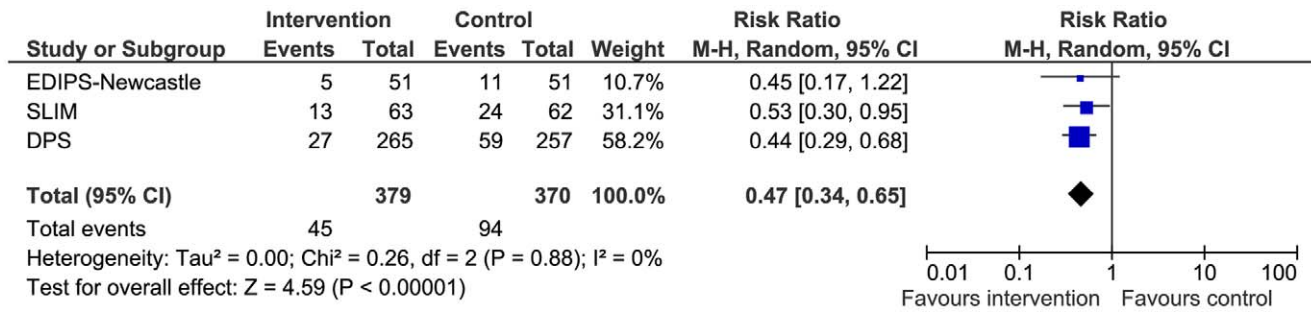 Intervention Control Risk Ratio Risk Ratio
Study or Subgroup Events Total Events Total Weight M-H, Random, 95% CI M-H, Random, 95% CI
EDIPS-Newcastle 5 51 11 51 10.7% 0.45 [0.17, 1.22]
SLIM 13 63 24 62 31.1% 0.53 [0.30, 0.95]
DPS 27 265 59 257 58.2% 0.44 [0.29, 0.68]
Total (95% CI) 379 370 100.0% 0.47 [0.34, 0.65]
Total events 45 94
Heterogeneity: Tau² = 0.00; Chi² = 0.26, df = 2 (P = 0.88); I² = 0%
Test for overall effect: Z = 4.59 (P < 0.00001)
0.01 0.1 1 10 100
Favours intervention Favours control